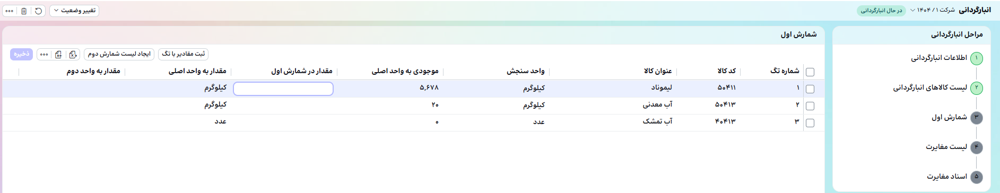 انبارگردانی شرکت ۱ / ۱۴۰۴ در حال انبارگردانی تغییر وضعیت
مراحل انبارگردانی
۱ اطلاعات انبارگردانی
۲ لیست کالاهای انبارگردانی
۳ شمارش اول
۴ لیست مغایرت
۵ اسناد مغایرت
شمارش اول
ثبت مقادیر با تگ ایجاد لیست شمارش دوم ذخیره
شماره تگ کد کالا عنوان کالا واحد سنجش موجودی به واحد اصلی مقدار در شمارش اول مقدار به واحد اصلی مقدار به واحد دوم
۱ ۵۰۴۱۱ لیموناد کیلوگرم ۵,۶۷۸ کیلوگرم
۲ ۵۰۴۱۳ آب معدنی کیلوگرم ۲۰ کیلوگرم
۳ ۴۰۴۱۳ آب تمشک عدد ۰ عدد